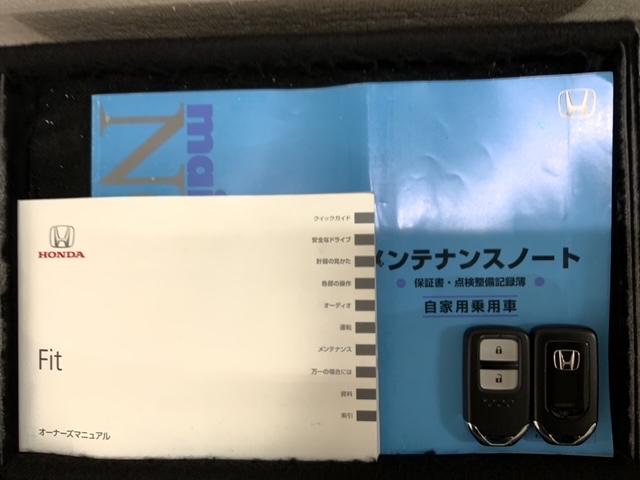 mai
N
メンテナンスノート
保証書・点検整備記録簿
自家用乗用車
HONDA
Fit
オーナーズマニュアル
クイックガイド
安全なドライブ
計器の見かた
各部の操作
オーディオ
運転
メンテナンス
万一の場合には
資料
索引